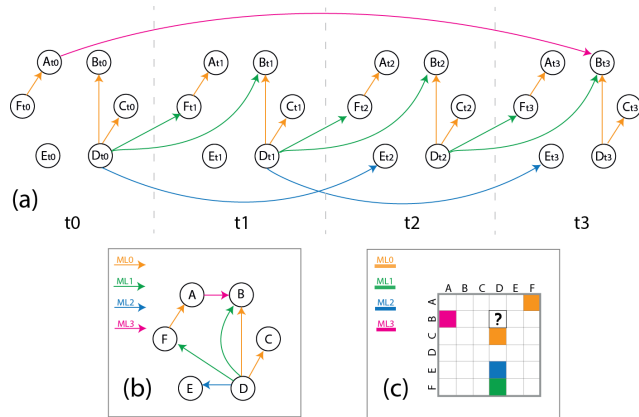 At0 Bt0 At1 Bt1 At2 Bt2 At3 Bt3
Ft0 Ct0 Ft1 Ct1 Ft2 Ct2 Ft3 Ct3
Et0 Dt0 Et1 Dt1 Et2 Dt2 Et3 Dt3
(a)
t0 t1 t2 t3
ML0
ML1
ML2
ML3
A B
F C
E D
(b)
ML0
ML1
ML2
ML3
A B C D E F
A
B ?
C
D
E
F
(c)